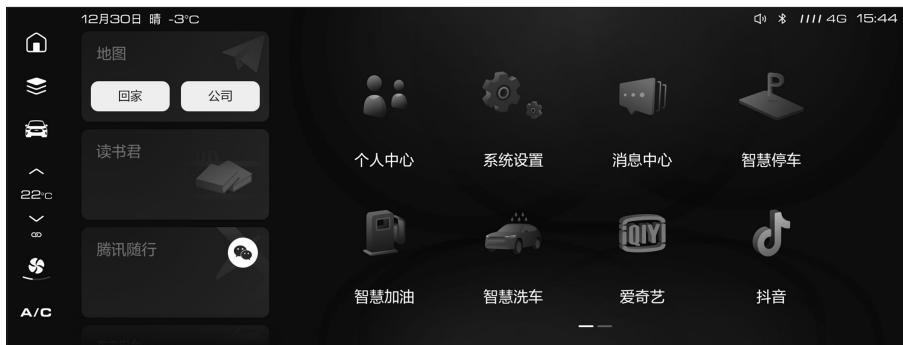 12月30日 晴 -3°C
4G 15:44
地图
回家
公司
读书君
腾讯随行
22°C
A/C
P
个人中心
系统设置
消息中心
智慧停车
iQIYI
智慧加油
智慧洗车
爱奇艺
抖音